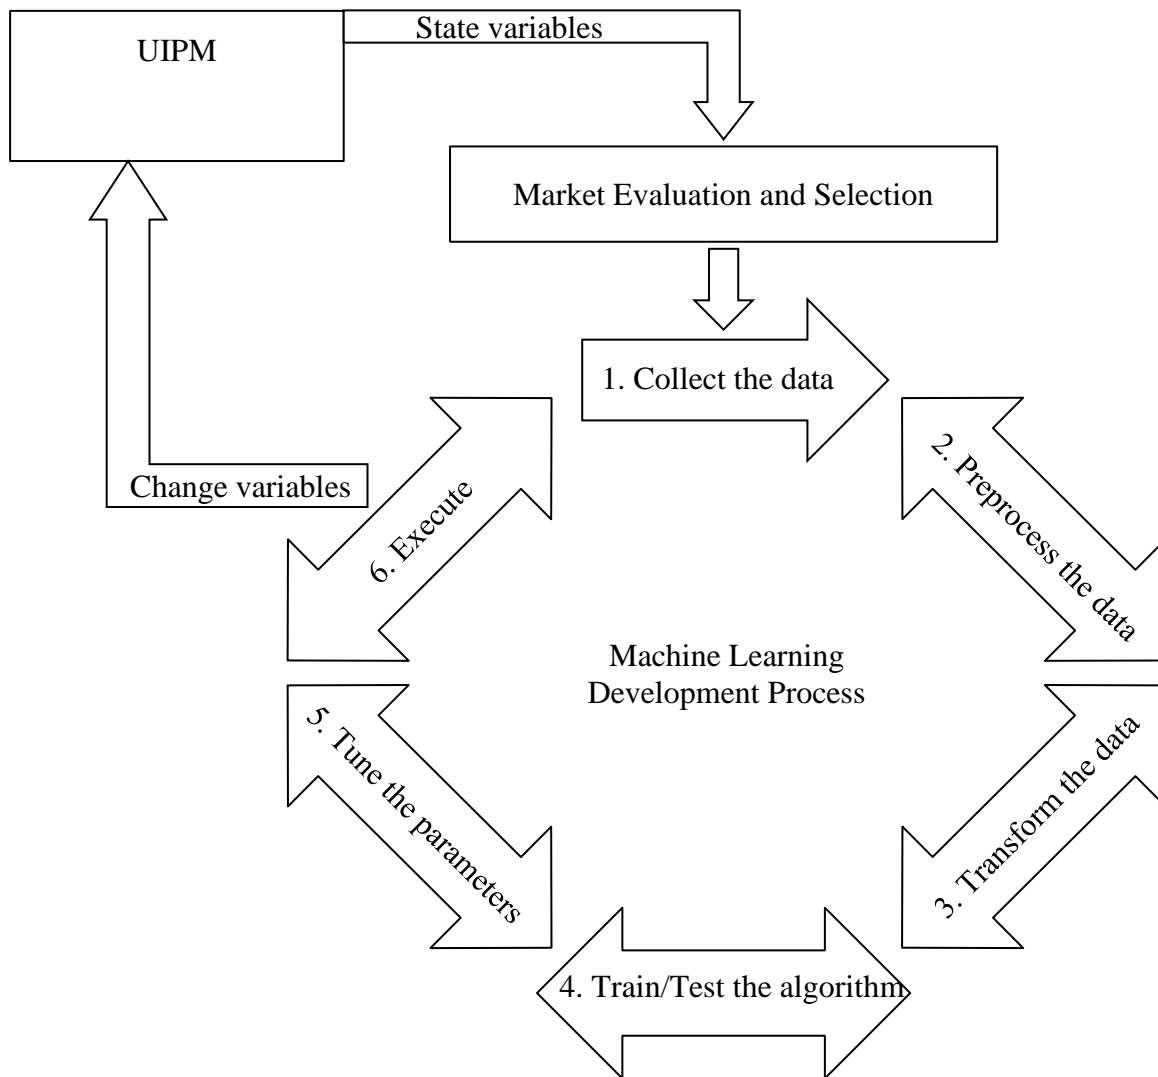 UIPM
State variables
Market Evaluation and Selection
1. Collect the data
2. Preprocess the data
3. Transform the data
4. Train/Test the algorithm
5. Tune the parameters
6. Execute
Change variables
Machine Learning
Development Process